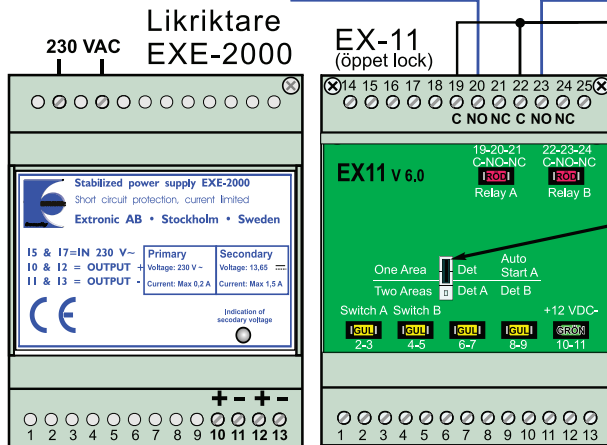 Likriktare
EXE-2000
230 VAC
Stabilized power supply EXE-2000
Short circuit protection, current limited
Extronic AB • Stockholm • Sweden
I5 & I7=IN 230 V~
I0 & I2 = OUTPUT +
I1 & I3 = OUTPUT -
Primary
Voltage: 230 V ~
Current: Max 0,2 A
Secondary
Voltage: 13,65
Current: Max 1,5 A
CE
Indication of
secodary voltage
+ − + −
1 2 3 4 5 6 7 8 9 10 11 12 13
EX-11
(öppet lock)
14 15 16 17 18 19 20 21 22 23 24 25
C NO NC C NO NC
EX11 V 6.0
19-20-21
C-NO-NC
RÖD
Relay A
22-23-24
C-NO-NC
RÖD
Relay B
One Area Det Auto
Start A
Two Areas Det A Det B
Switch A Switch B +12 VDC-
GUL GUL GUL GUL GRÖN
2-3 4-5 6-7 8-9 10-11
1 2 3 4 5 6 7 8 9 10 11 12 13